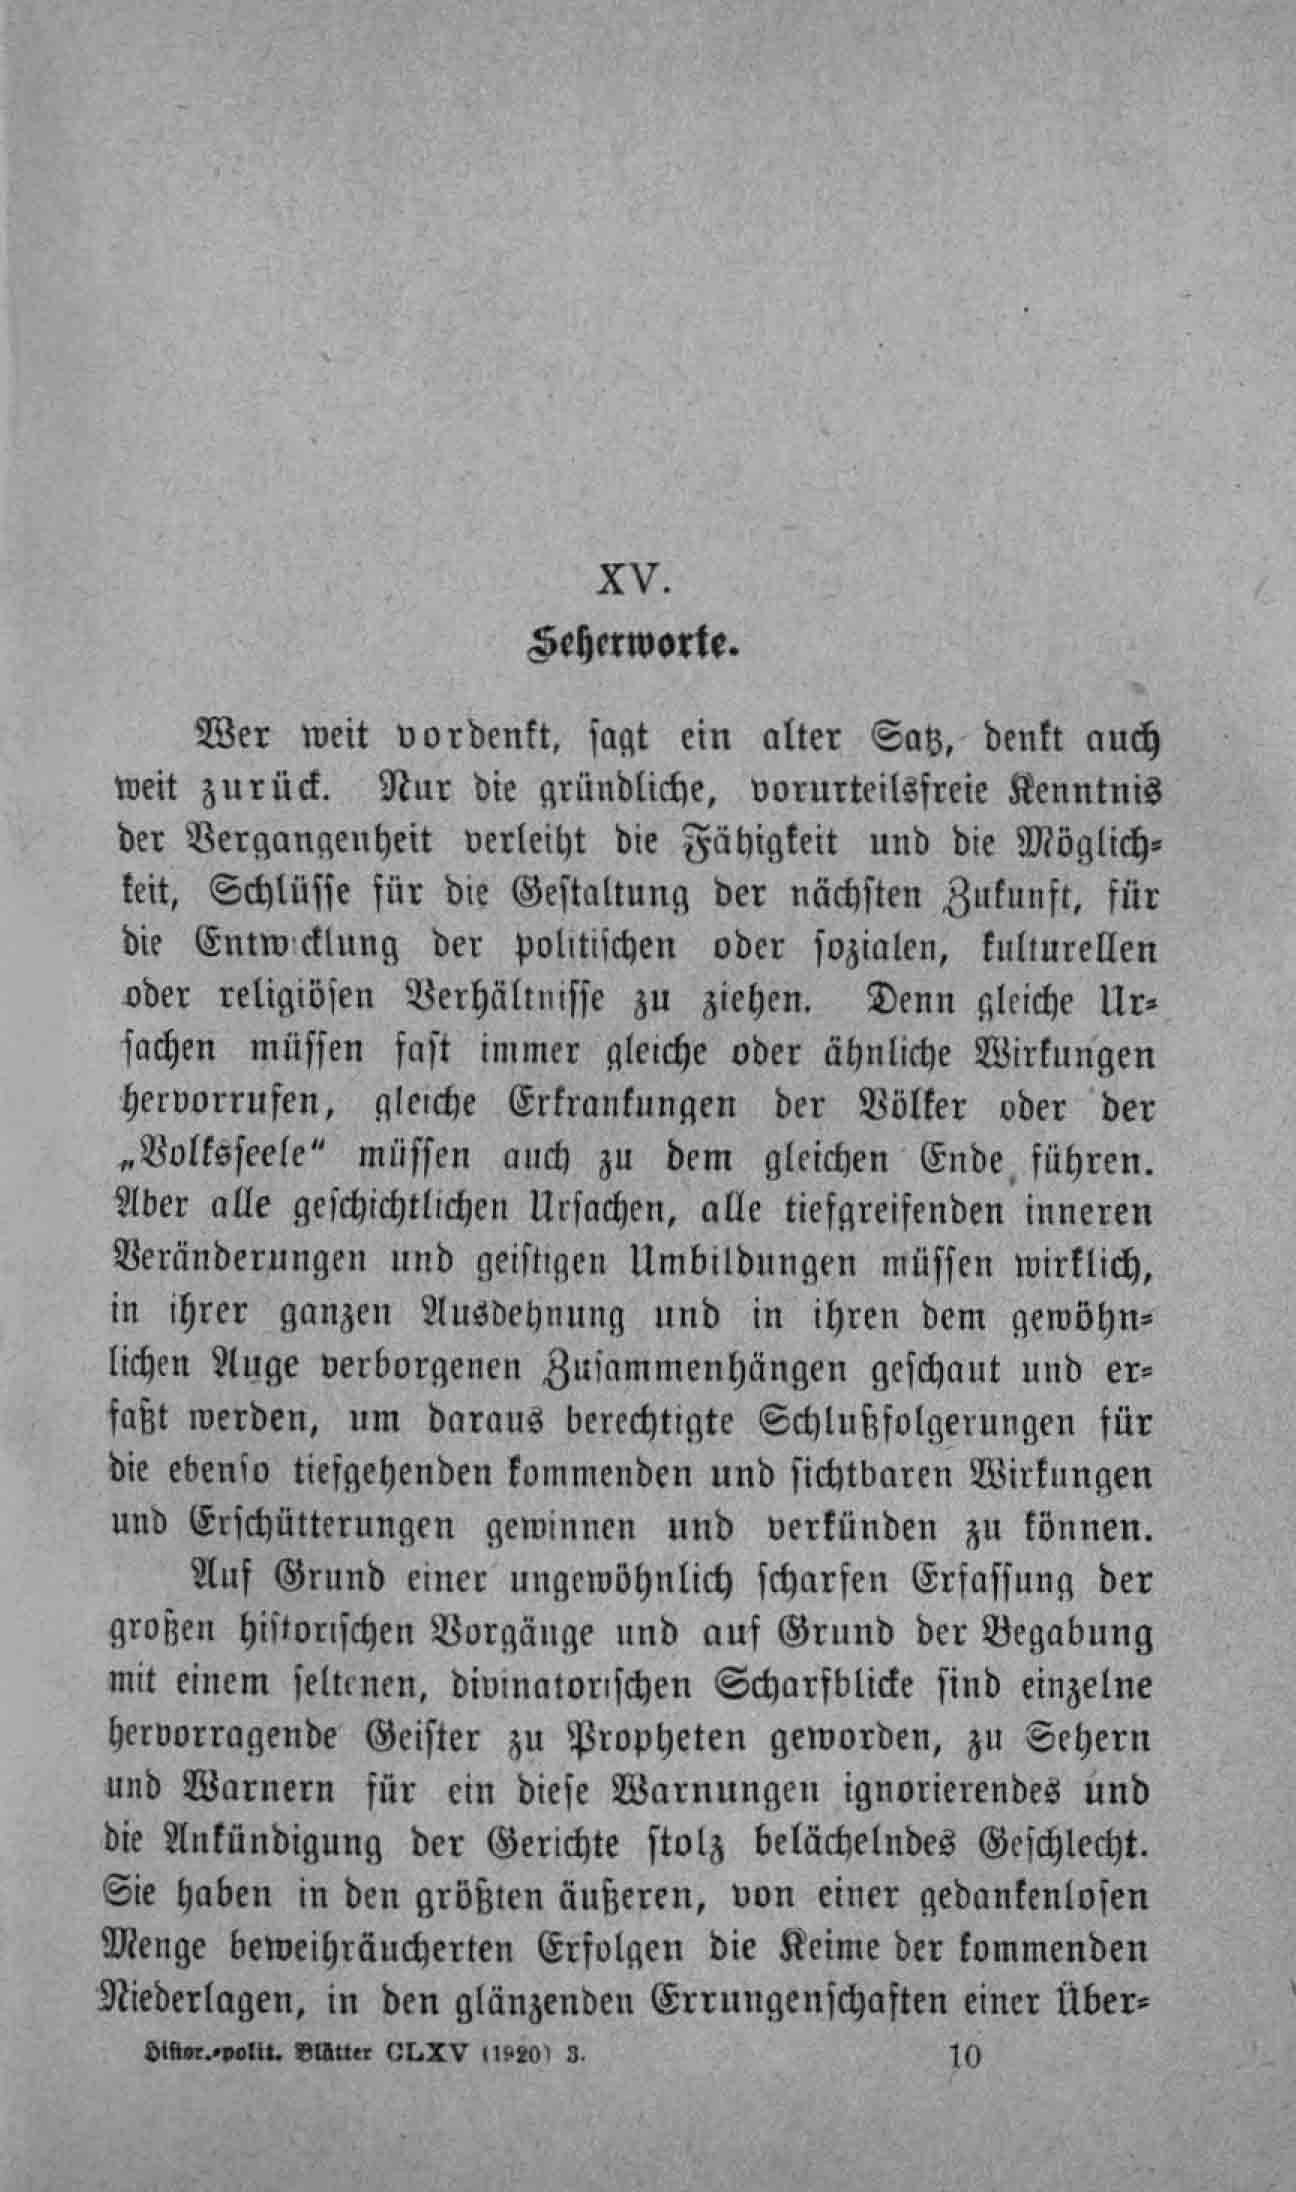 XV.
Seherworte.
Wer weit vordenkt, sagt ein alter Satz, denkt auch
weit zurück. Nur die gründliche, vorurteilsfreie Kenntnis
der Vergangenheit verleiht die Fähigkeit und die Möglich-
keit, Schlüsse für die Gestaltung der nächsten Zukunft, für
die Entwicklung der politischen oder sozialen, kulturellen
oder religiösen Verhältnisse zu ziehen. Denn gleiche Ur-
sachen müssen fast immer gleiche oder ähnliche Wirkungen
hervorrufen, gleiche Erkrankungen der Völker oder der
„Volksseele“ müssen auch zu dem gleichen Ende führen.
Aber alle geschichtlichen Ursachen, alle tiefgreifenden inneren
Veränderungen und geistigen Umbildungen müssen wirklich,
in ihrer ganzen Ausdehnung und in ihren dem gewöhn-
lichen Auge verborgenen Zusammenhängen geschaut und er-
faßt werden, um daraus berechtigte Schlußfolgerungen für
die ebenso tiefgehenden kommenden und sichtbaren Wirkungen
und Erschütterungen gewinnen und verkünden zu können.
Auf Grund einer ungewöhnlich scharfen Erfassung der
großen historischen Vorgänge und auf Grund der Begabung
mit einem seltenen, divinatorischen Scharfblicke sind einzelne
hervorragende Geister zu Propheten geworden, zu Sehern
und Warnern für ein diese Warnungen ignorierendes und
die Ankündigung der Gerichte stolz belächelndes Geschlecht.
Sie haben in den größten äußeren, von einer gedankenlosen
Menge beweihräucherten Erfolgen die Keime der kommenden
Niederlagen, in den glänzenden Errungenschaften einer Über-
Histor.-polit. Blätter CLXV (1920) 3. 10